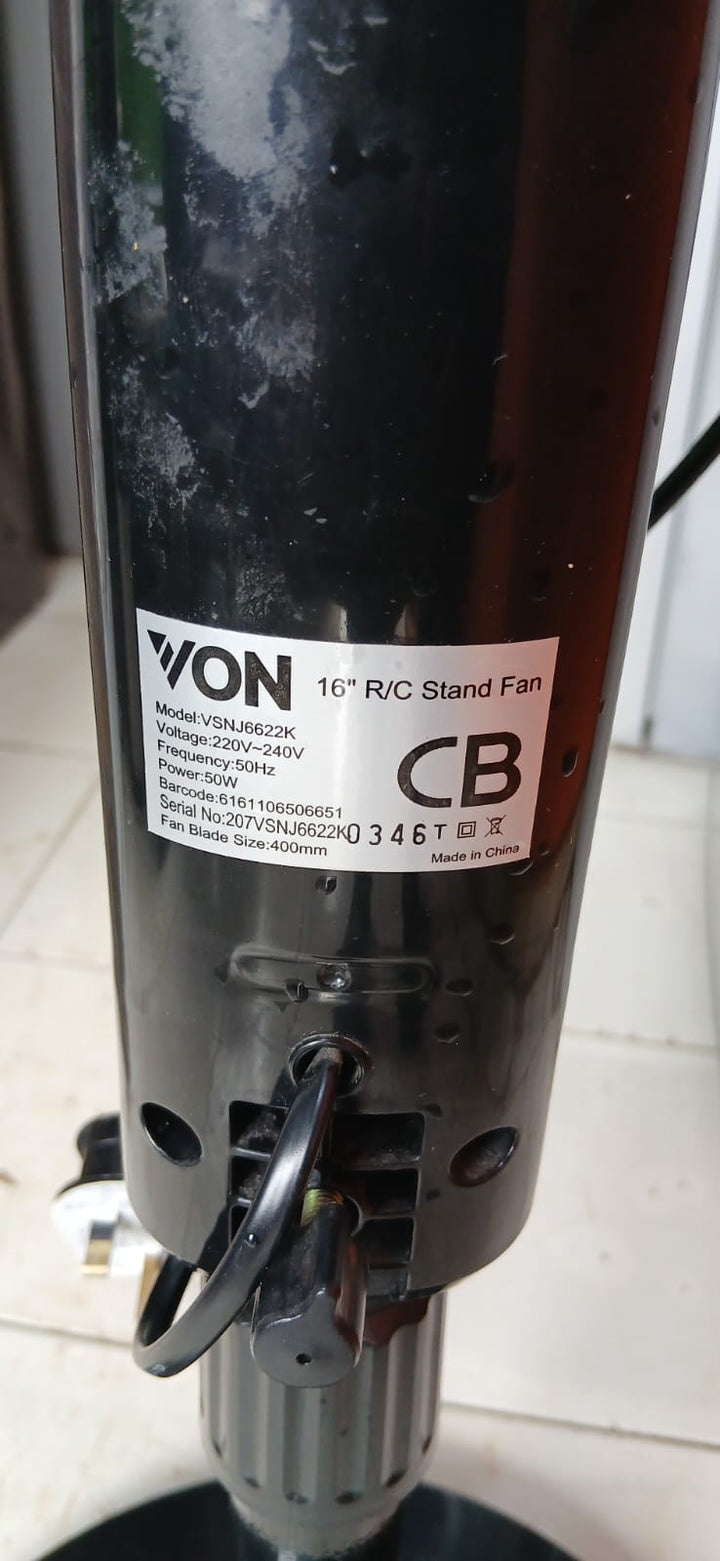 VON
16" R/C Stand Fan
Model:VSNJ6622K
Voltage:220V~240V
Frequency:50Hz
Power:50W
CB
Barcode:6161106506651
Serial No:207VSNJ6622K0346T
Fan Blade Size:400mm
Made in China